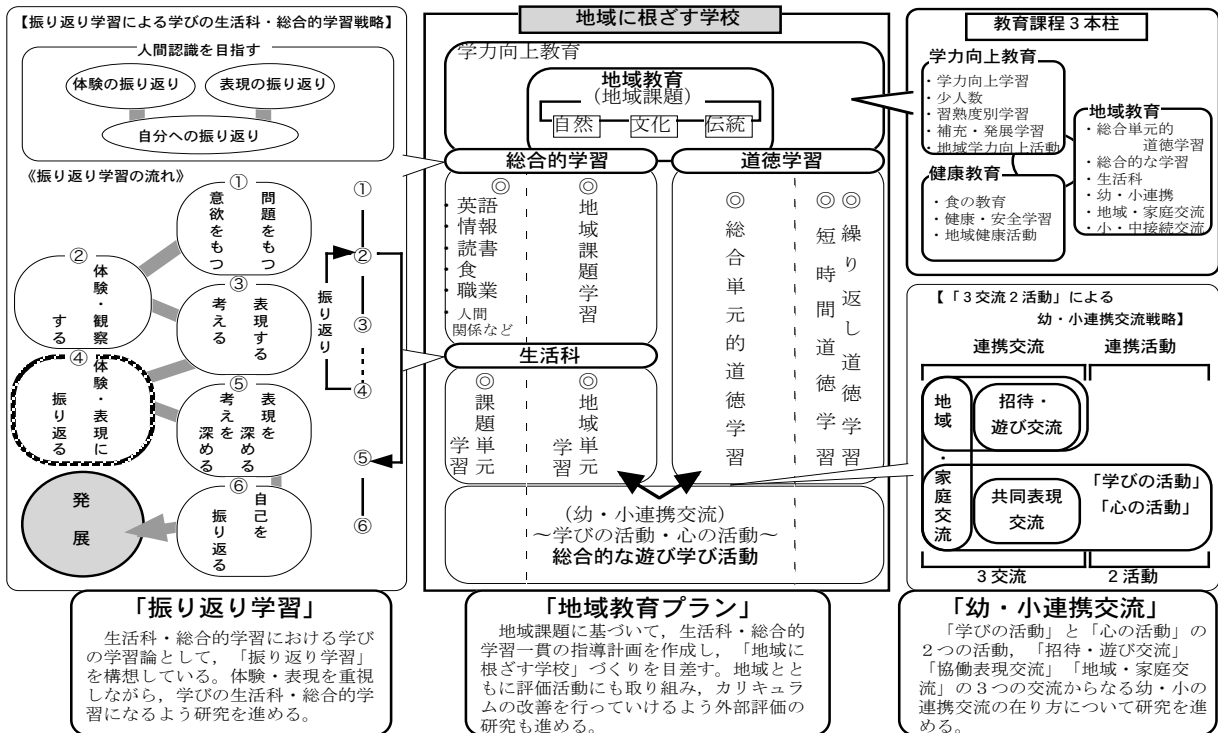 【振り返り学習による学びの生活科・総合的学習戦略】
人間認識を目指す
体験の振り返り
表現の振り返り
自分への振り返り
《振り返り学習の流れ》
①
問題をもつ
意欲をもつ
②
体験・観察
する
③
表現する
考える
④
体験・表現に
振り返る
⑤
表現を
深める
考えを
深める
⑥
自己を
振り返る
発展
①
②
③
④
⑤
⑥
振り返り
「振り返り学習」
生活科・総合的学習における学び
の学習論として，「振り返り学習」
を構想している。体験・表現を重視
しながら，学びの生活科・総合的学
習になるよう研究を進める。
地域に根ざす学校
学力向上教育
地域教育
(地域課題)
自然
文化
伝統
総合的学習
◎
・英語
・情報
・読書
・食
・職業
・人間
関係など
◎地域課題学習
道徳学習
◎総合単元的道徳学習
◎繰り返し道徳学習
◎短時間道徳学習
生活科
◎課題単元
学習
◎地域単元
学習
(幼・小連携交流)
～学びの活動・心の活動～
総合的な遊び学び活動
「地域教育プラン」
地域課題に基づいて，生活科・総合的
学習一貫の指導計画を作成し，「地域に
根ざす学校」づくりを目差す。地域とと
もに評価活動にも取り組み，カリキュラ
ムの改善を行っていけるよう外部評価の
研究も進める。
教育課程３本柱
学力向上教育
・学力向上学習
・少人数
・習熟度別学習
・補充・発展学習
・地域学力向上活動
地域教育
・総合単元的
道徳学習
・総合的な学習
・生活科
・幼・小連携
・地域・家庭交流
・小・中接続交流
健康教育
・食の教育
・健康・安全学習
・地域健康活動
【「３交流２活動」による
幼・小連携交流戦略】
連携交流
連携活動
地域・家庭交流
招待・
遊び交流
共同表現
交流
「学びの活動」
「心の活動」
３交流
２活動
「幼・小連携交流」
「学びの活動」と「心の活動」の
２つの活動，「招待・遊び交流」
「協働表現交流」「地域・家庭交
流」の３つの交流からなる幼・小の
連携交流の在り方について研究を進
める。